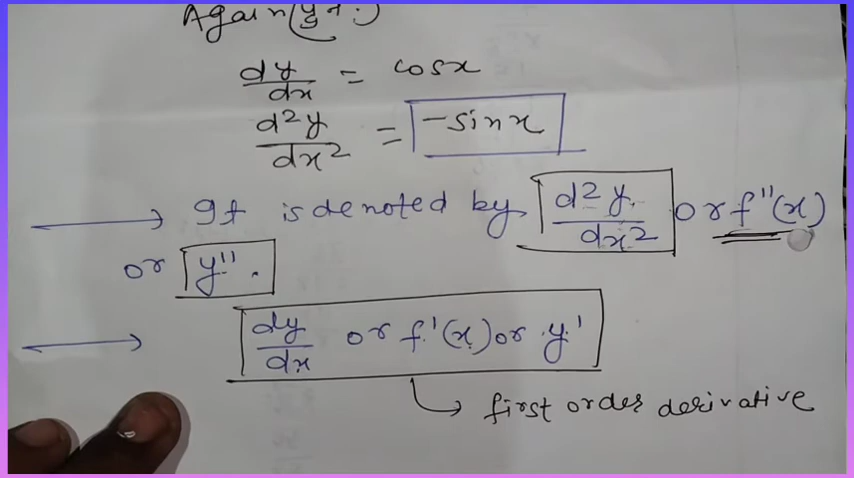 Again
dy/dx = cosx
d²y/dx² = -sinx
It is denoted by d²y/dx² or f"(x)
or y".
dy/dx or f'(x) or y'
first order derivative